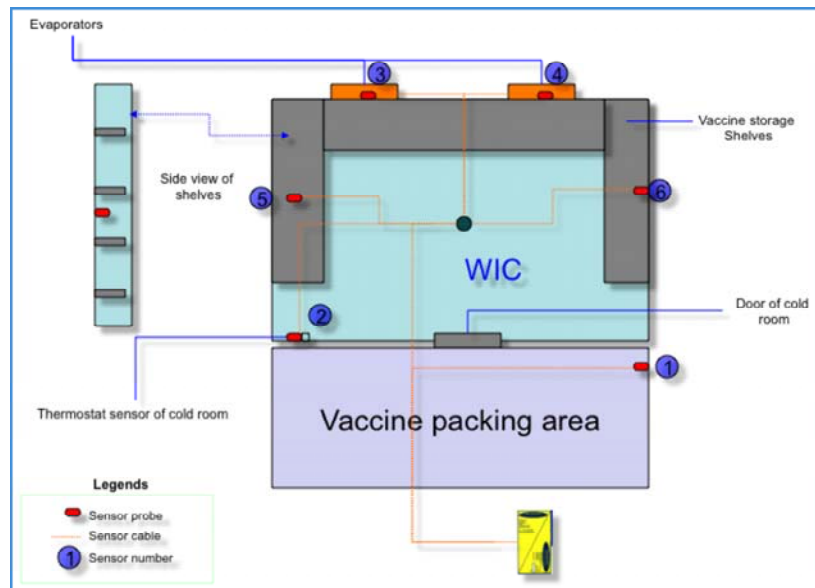 Evaporators
3
4
Vaccine storage
Shelves
Side view of
shelves
5
6
WIC
Door of cold
room
2
1
Thermostat sensor of cold room
Vaccine packing area
Legends
Sensor probe
Sensor cable
1
Sensor number